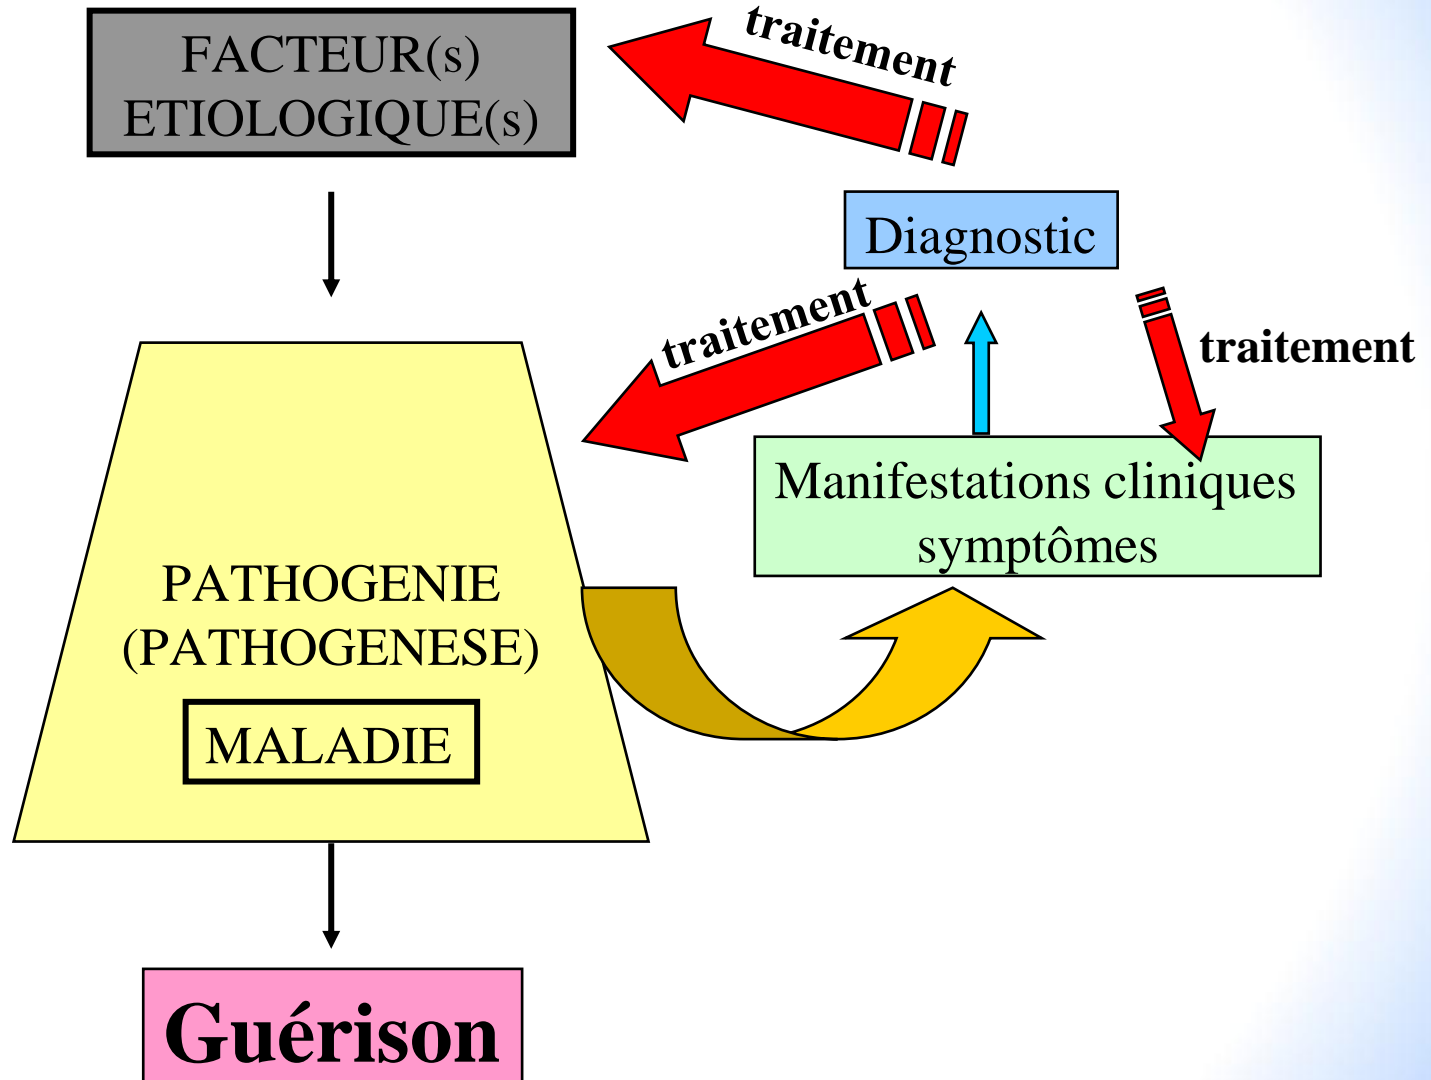 FACTEUR(s)
ETIOLOGIQUE(s)
traitement
Diagnostic
traitement
traitement
Manifestations cliniques
symptômes
PATHOGENIE
(PATHOGENESE)
MALADIE
Guérison